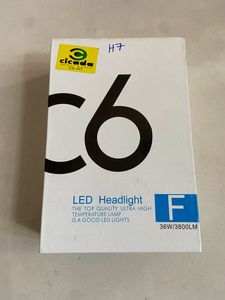 H7
cicada
C6
LED Headlight
THE TOP QUALITY ULTRA HIGH
TEMPERATURE LAMP
IS A GOOD LED LIGHTS
F
36W/3800LM